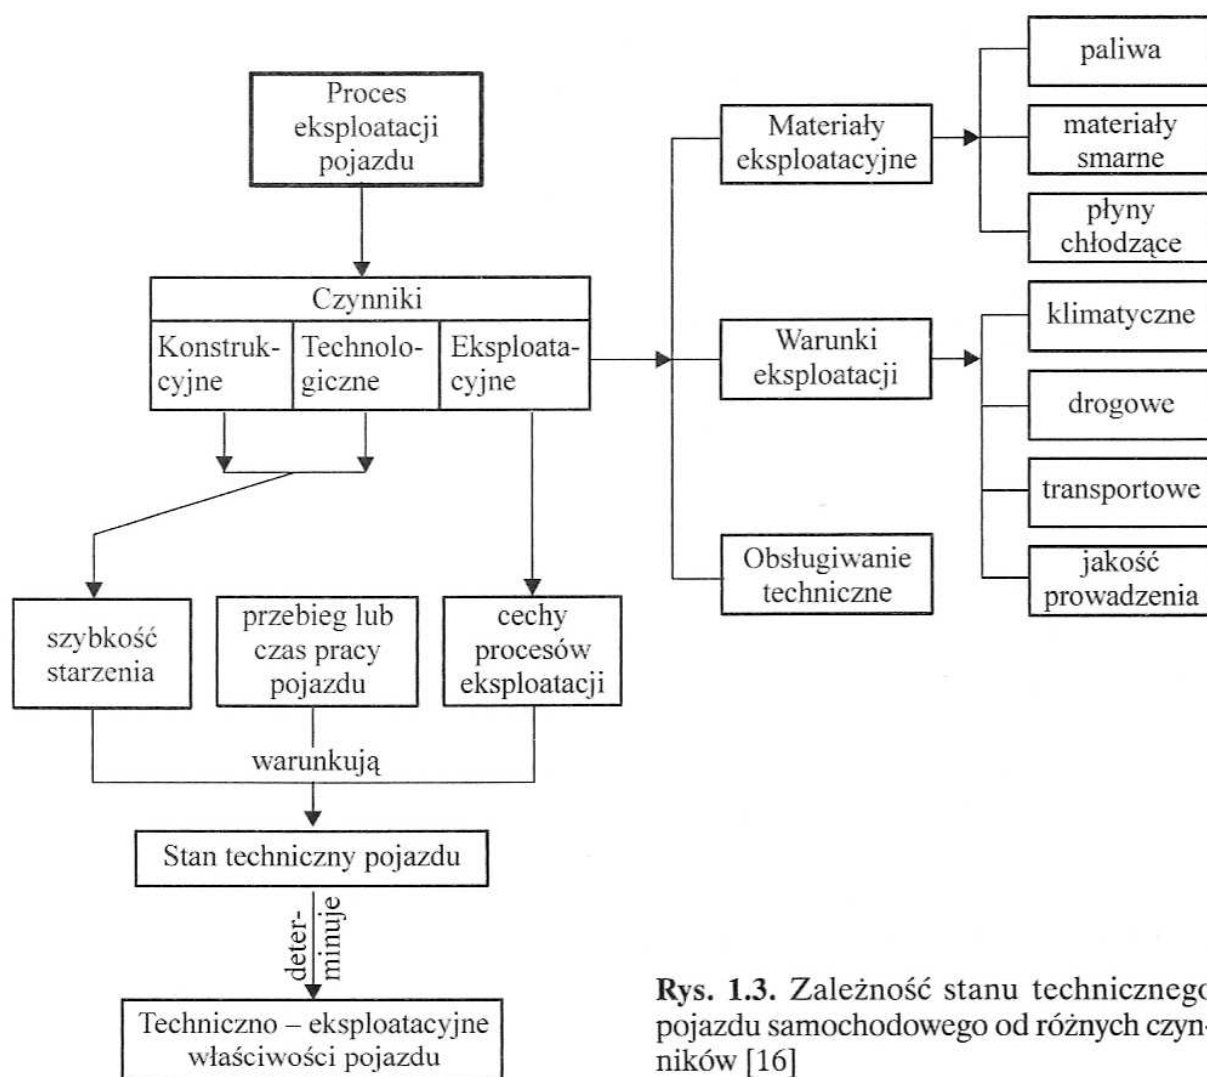 Proces
eksploatacji
pojazdu
Czynniki
Konstruk-
cyjne
Technolo-
giczne
Eksploata-
cyjne
Materiały
eksploatacyjne
paliwa
materiały
smarne
płyny
chłodzące
Warunki
eksploatacji
klimatyczne
drogowe
transportowe
jakość
prowadzenia
Obsługiwanie
techniczne
szybkość
starzenia
przebieg lub
czas pracy
pojazdu
cechy
procesów
eksploatacji
warunkują
Stan techniczny pojazdu
deter-
minuje
Techniczno – eksploatacyjne
właściwości pojazdu
Rys. 1.3. Zależność stanu technicznego
pojazdu samochodowego od różnych czyn-
ników [16]